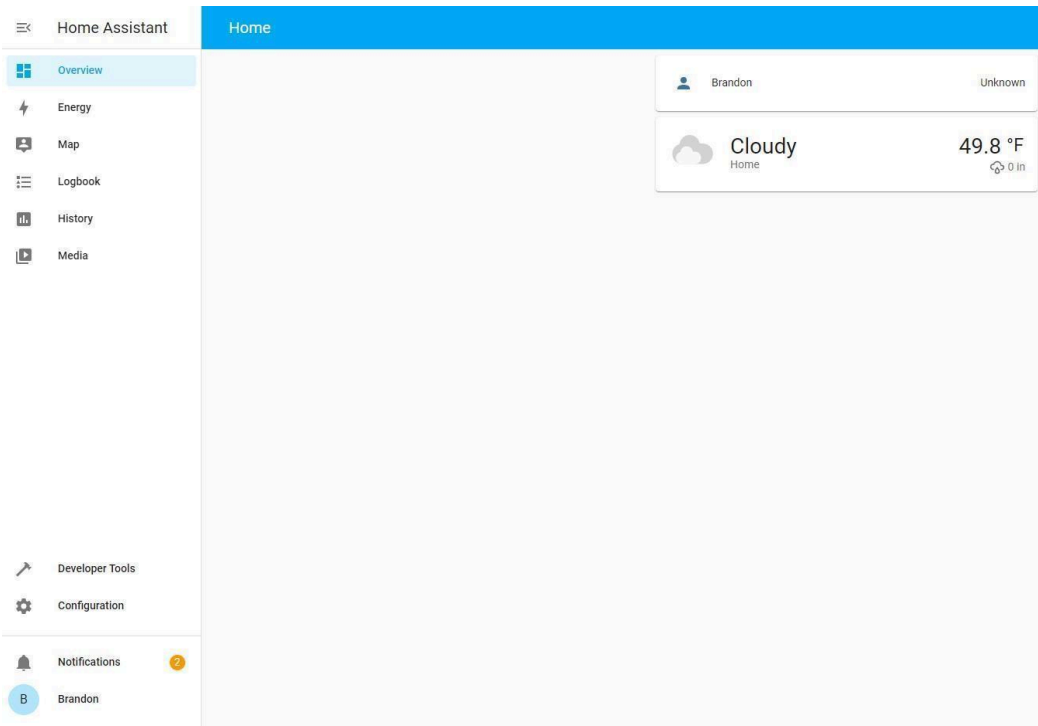 Home Assistant
Home
Overview
Energy
Map
Logbook
History
Media
Developer Tools
Configuration
Notifications 2
B Brandon
Brandon Unknown
Cloudy 49.8 °F
Home 0 in